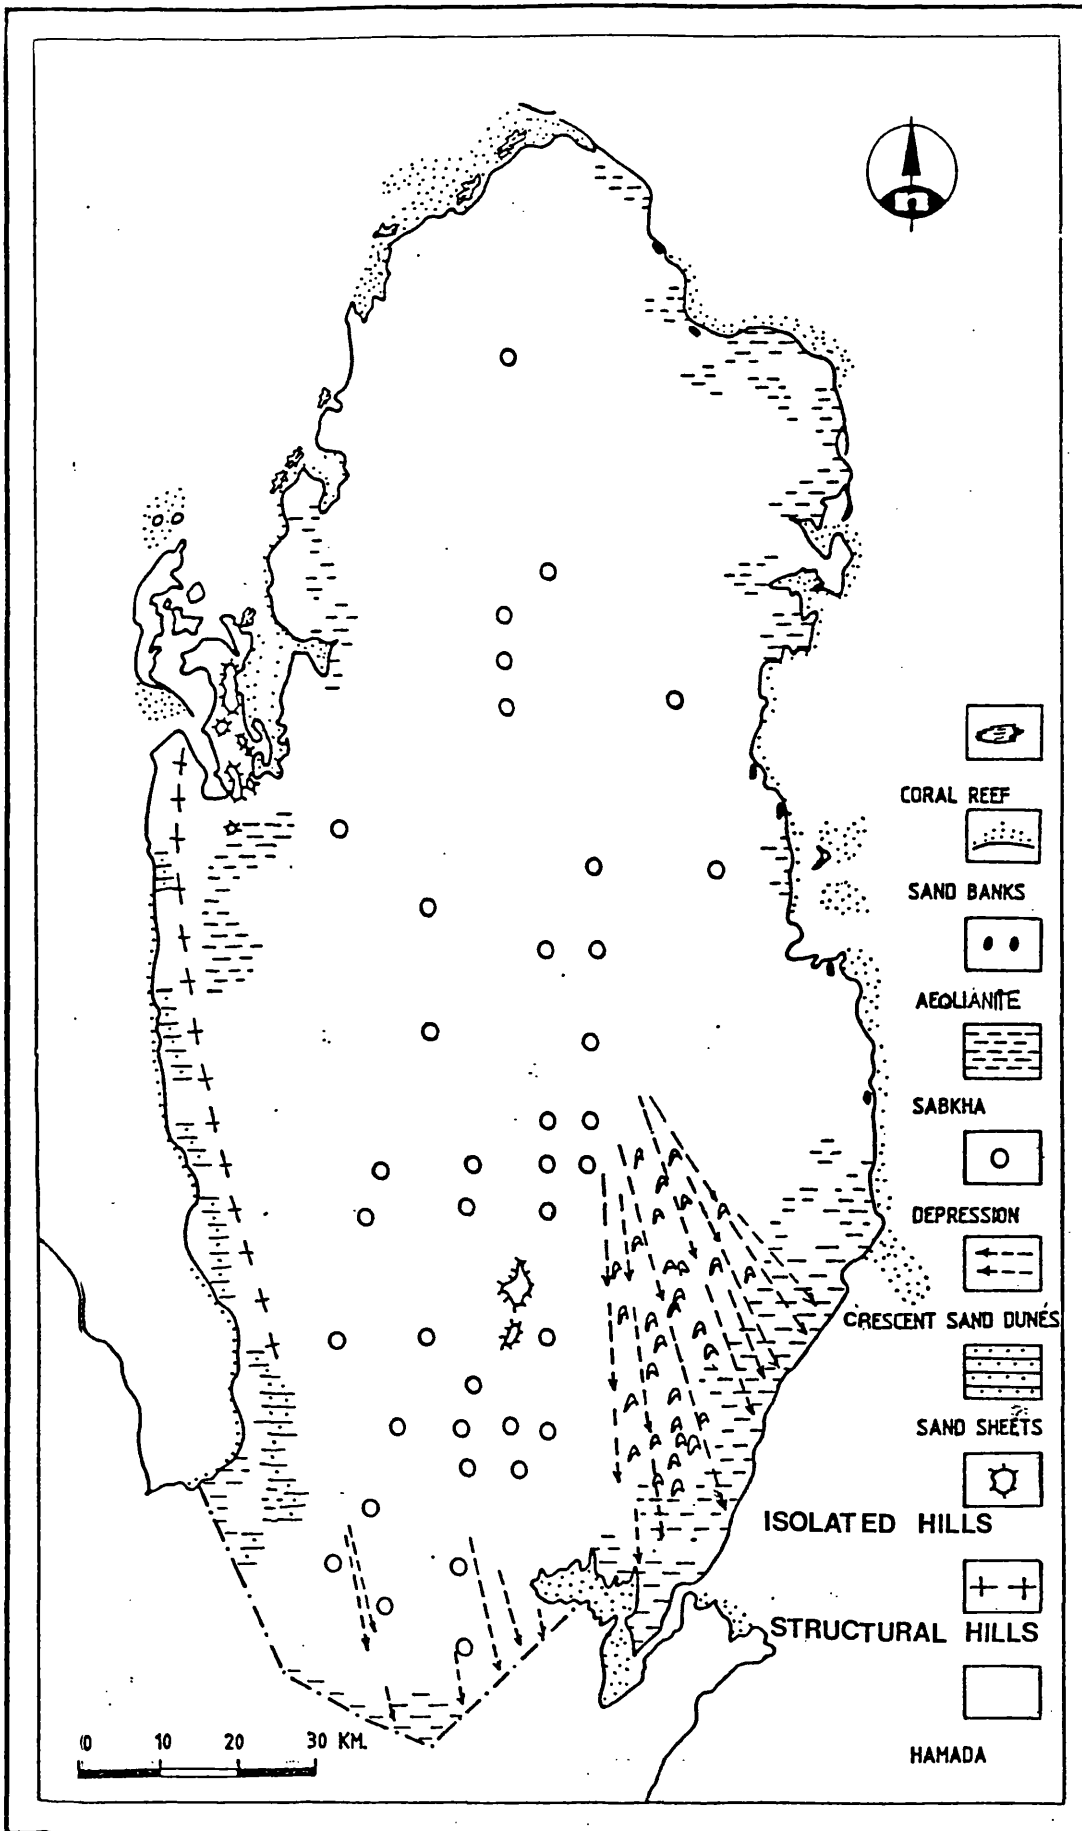 n
CORAL REEF
SAND BANKS
AEOLIANITE
SABKHA
DEPRESSION
CRESCENT SAND DUNES
SAND SHEETS
ISOLATED HILLS
STRUCTURAL HILLS
HAMADA
0 10 20 30 KM.